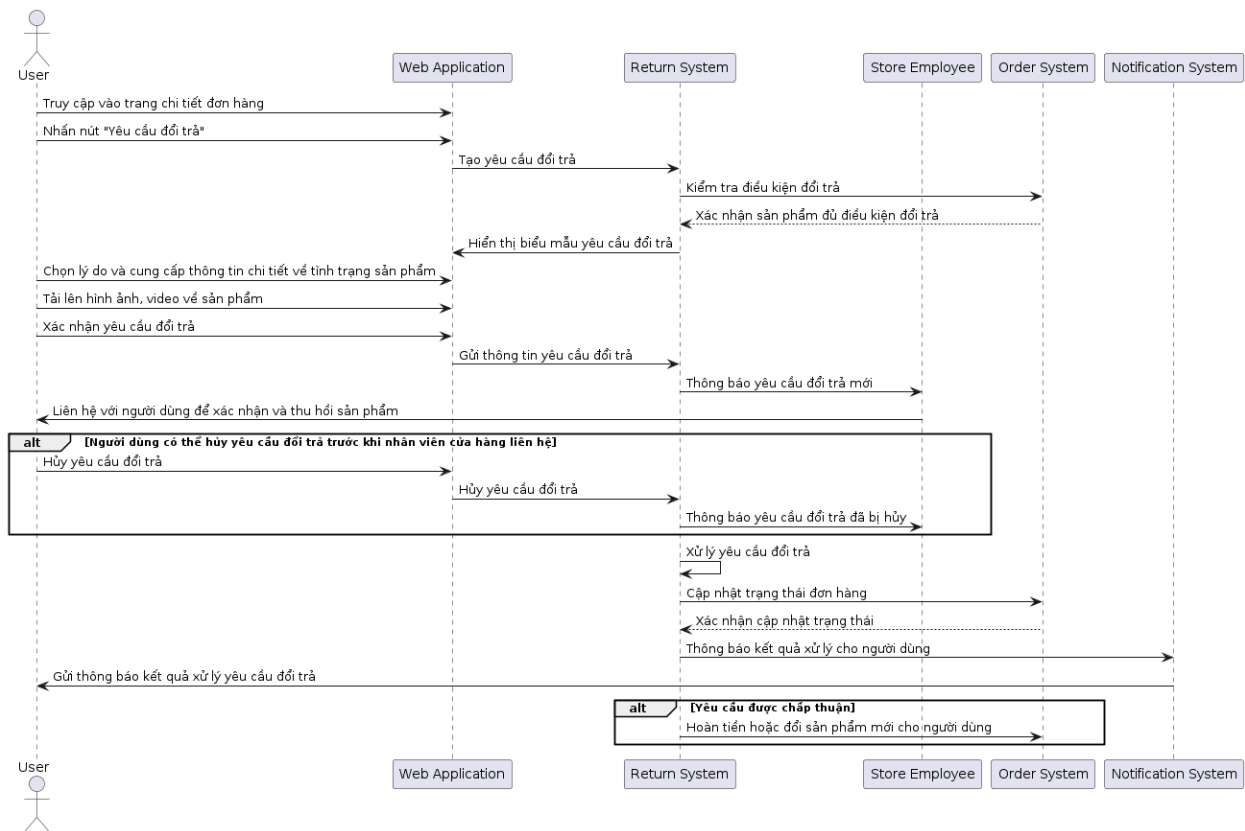 User
Web Application
Return System
Store Employee
Order System
Notification System
Truy cập vào trang chi tiết đơn hàng
Nhấn nút "Yêu cầu đổi trả"
Tạo yêu cầu đổi trả
Kiểm tra điều kiện đổi trả
Xác nhận sản phẩm đủ điều kiện đổi trả
Hiển thị biểu mẫu yêu cầu đổi trả
Chọn lý do và cung cấp thông tin chi tiết về tình trạng sản phẩm
Tải lên hình ảnh, video về sản phẩm
Xác nhận yêu cầu đổi trả
Gửi thông tin yêu cầu đổi trả
Thông báo yêu cầu đổi trả mới
Liên hệ với người dùng để xác nhận và thu hồi sản phẩm
alt
[Người dùng có thể hủy yêu cầu đổi trả trước khi nhân viên cửa hàng liên hệ]
Hủy yêu cầu đổi trả
Hủy yêu cầu đổi trả
Thông báo yêu cầu đổi trả đã bị hủy
Xử lý yêu cầu đổi trả
Cập nhật trạng thái đơn hàng
Xác nhận cập nhật trạng thái
Thông báo kết quả xử lý cho người dùng
Gửi thông báo kết quả xử lý yêu cầu đổi trả
alt
[Yêu cầu được chấp thuận]
Hoàn tiền hoặc đổi sản phẩm mới cho người dùng
User
Web Application
Return System
Store Employee
Order System
Notification System